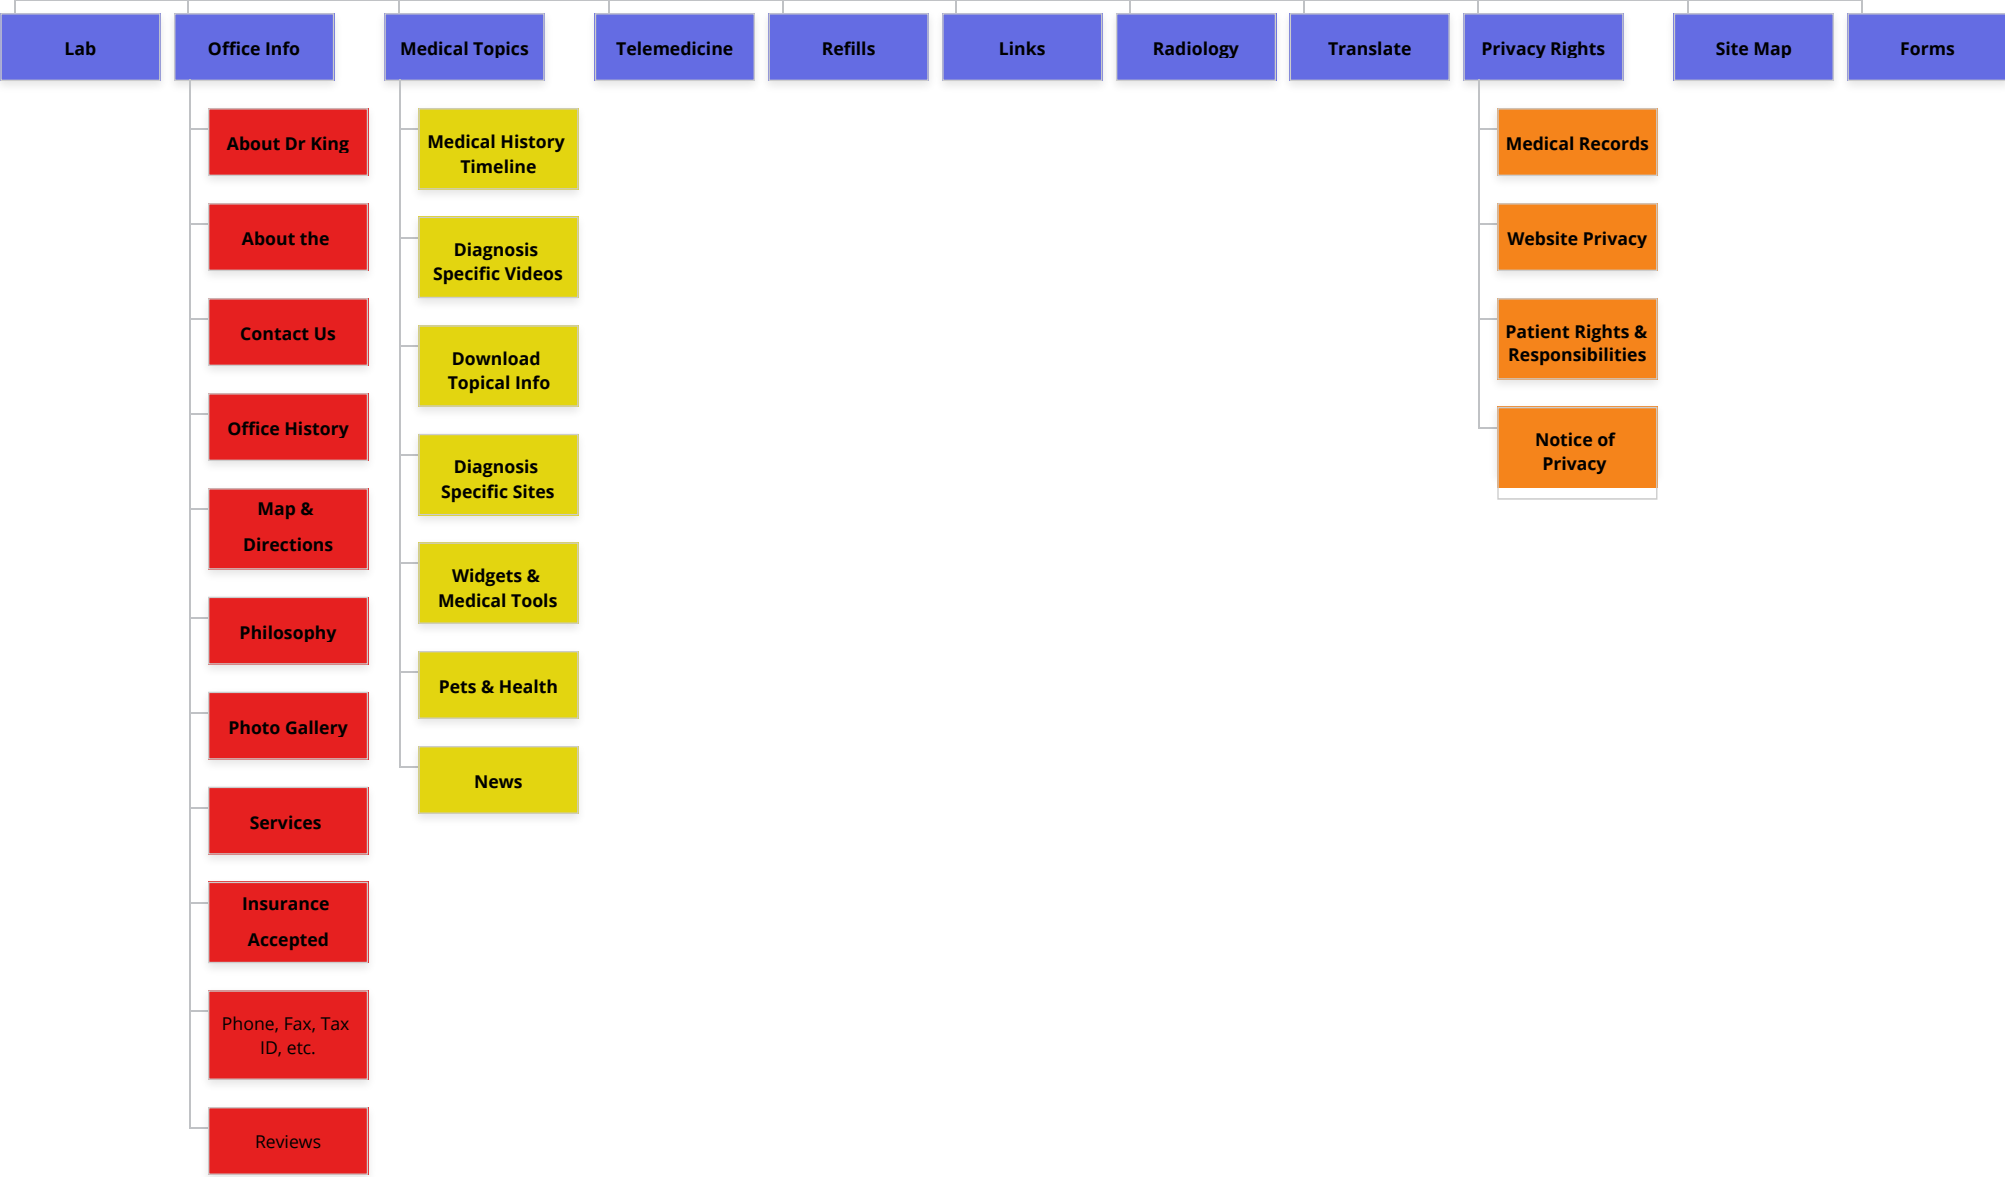 Lab
Office Info
Medical Topics
Telemedicine
Refills
Links
Radiology
Translate
Privacy Rights
Site Map
Forms
About Dr King
About the
Contact Us
Office History
Map &
Directions
Philosophy
Photo Gallery
Services
Insurance
Accepted
Phone, Fax, Tax
ID, etc.
Reviews
Medical History
Timeline
Diagnosis
Specific Videos
Download
Topical Info
Diagnosis
Specific Sites
Widgets &
Medical Tools
Pets & Health
News
Medical Records
Website Privacy
Patient Rights &
Responsibilities
Notice of
Privacy